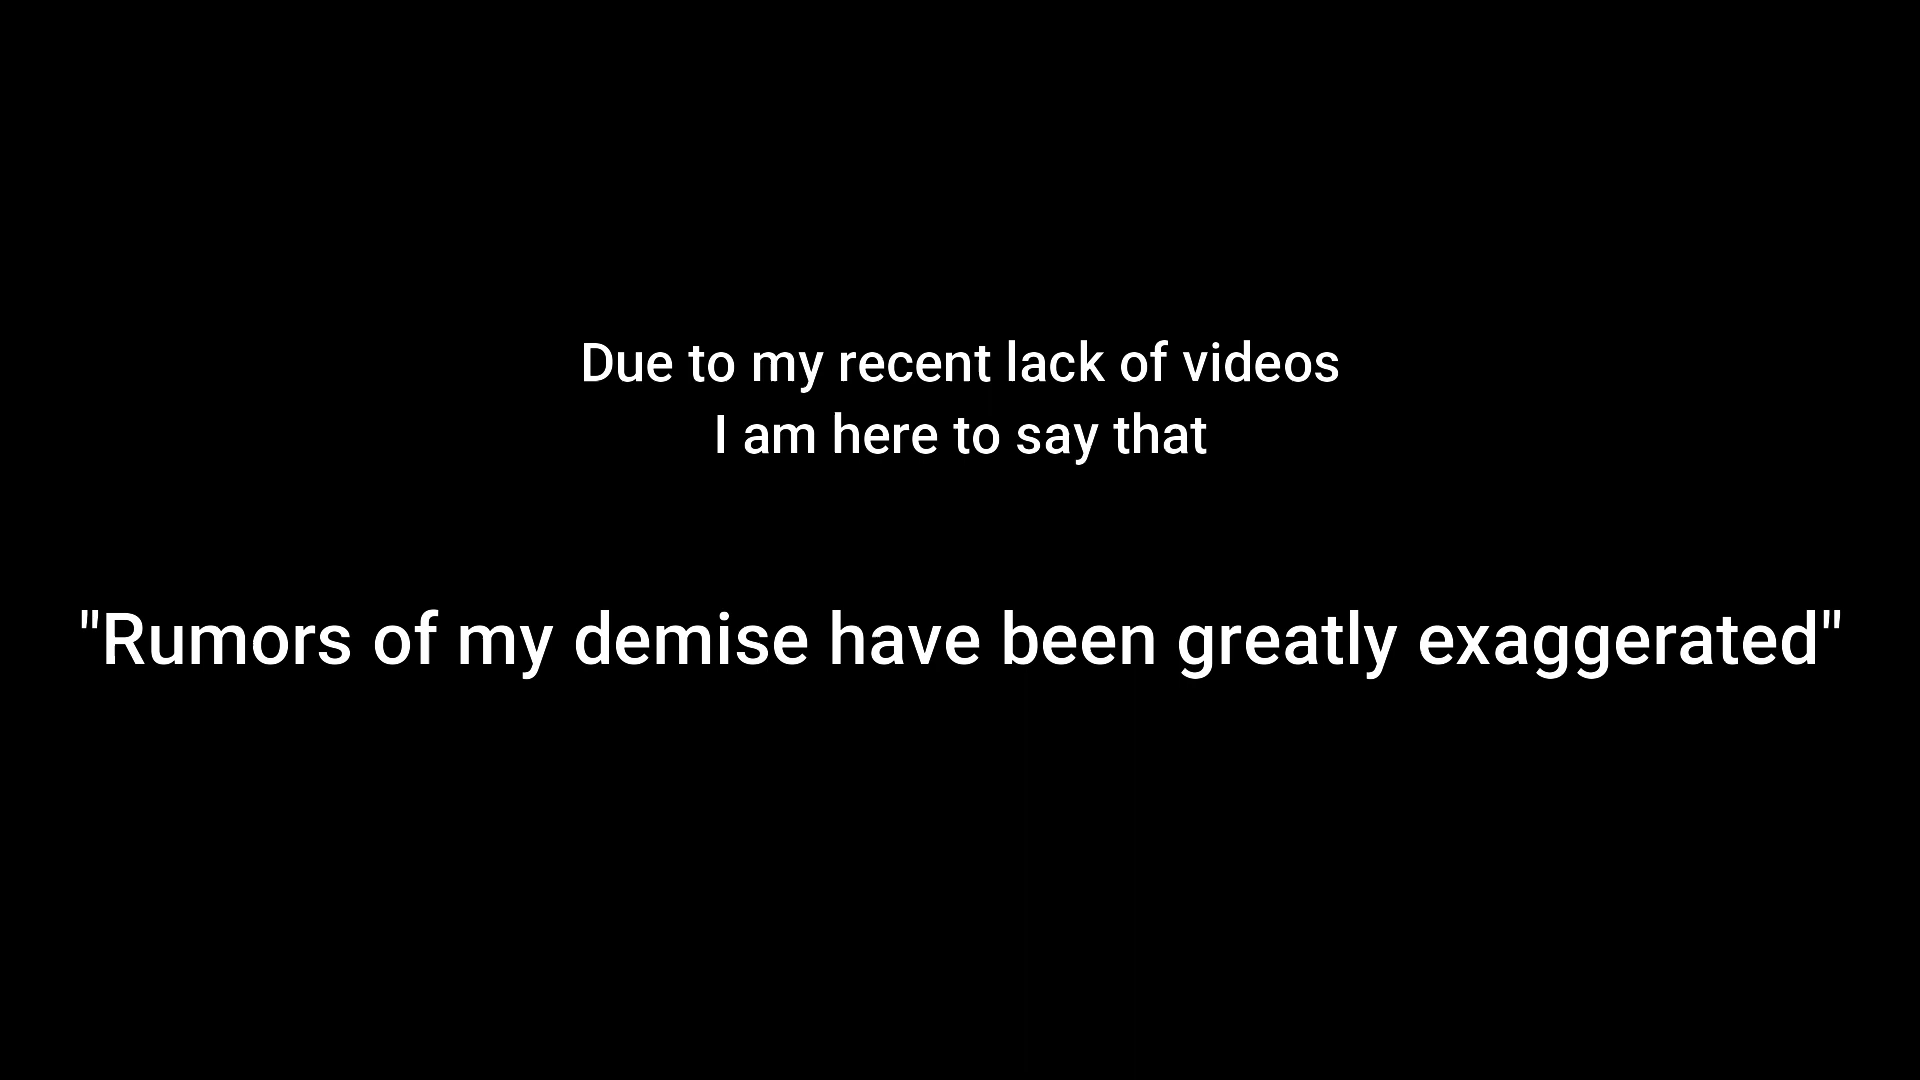 Due to my recent lack of videos
I am here to say that
"Rumors of my demise have been greatly exaggerated"